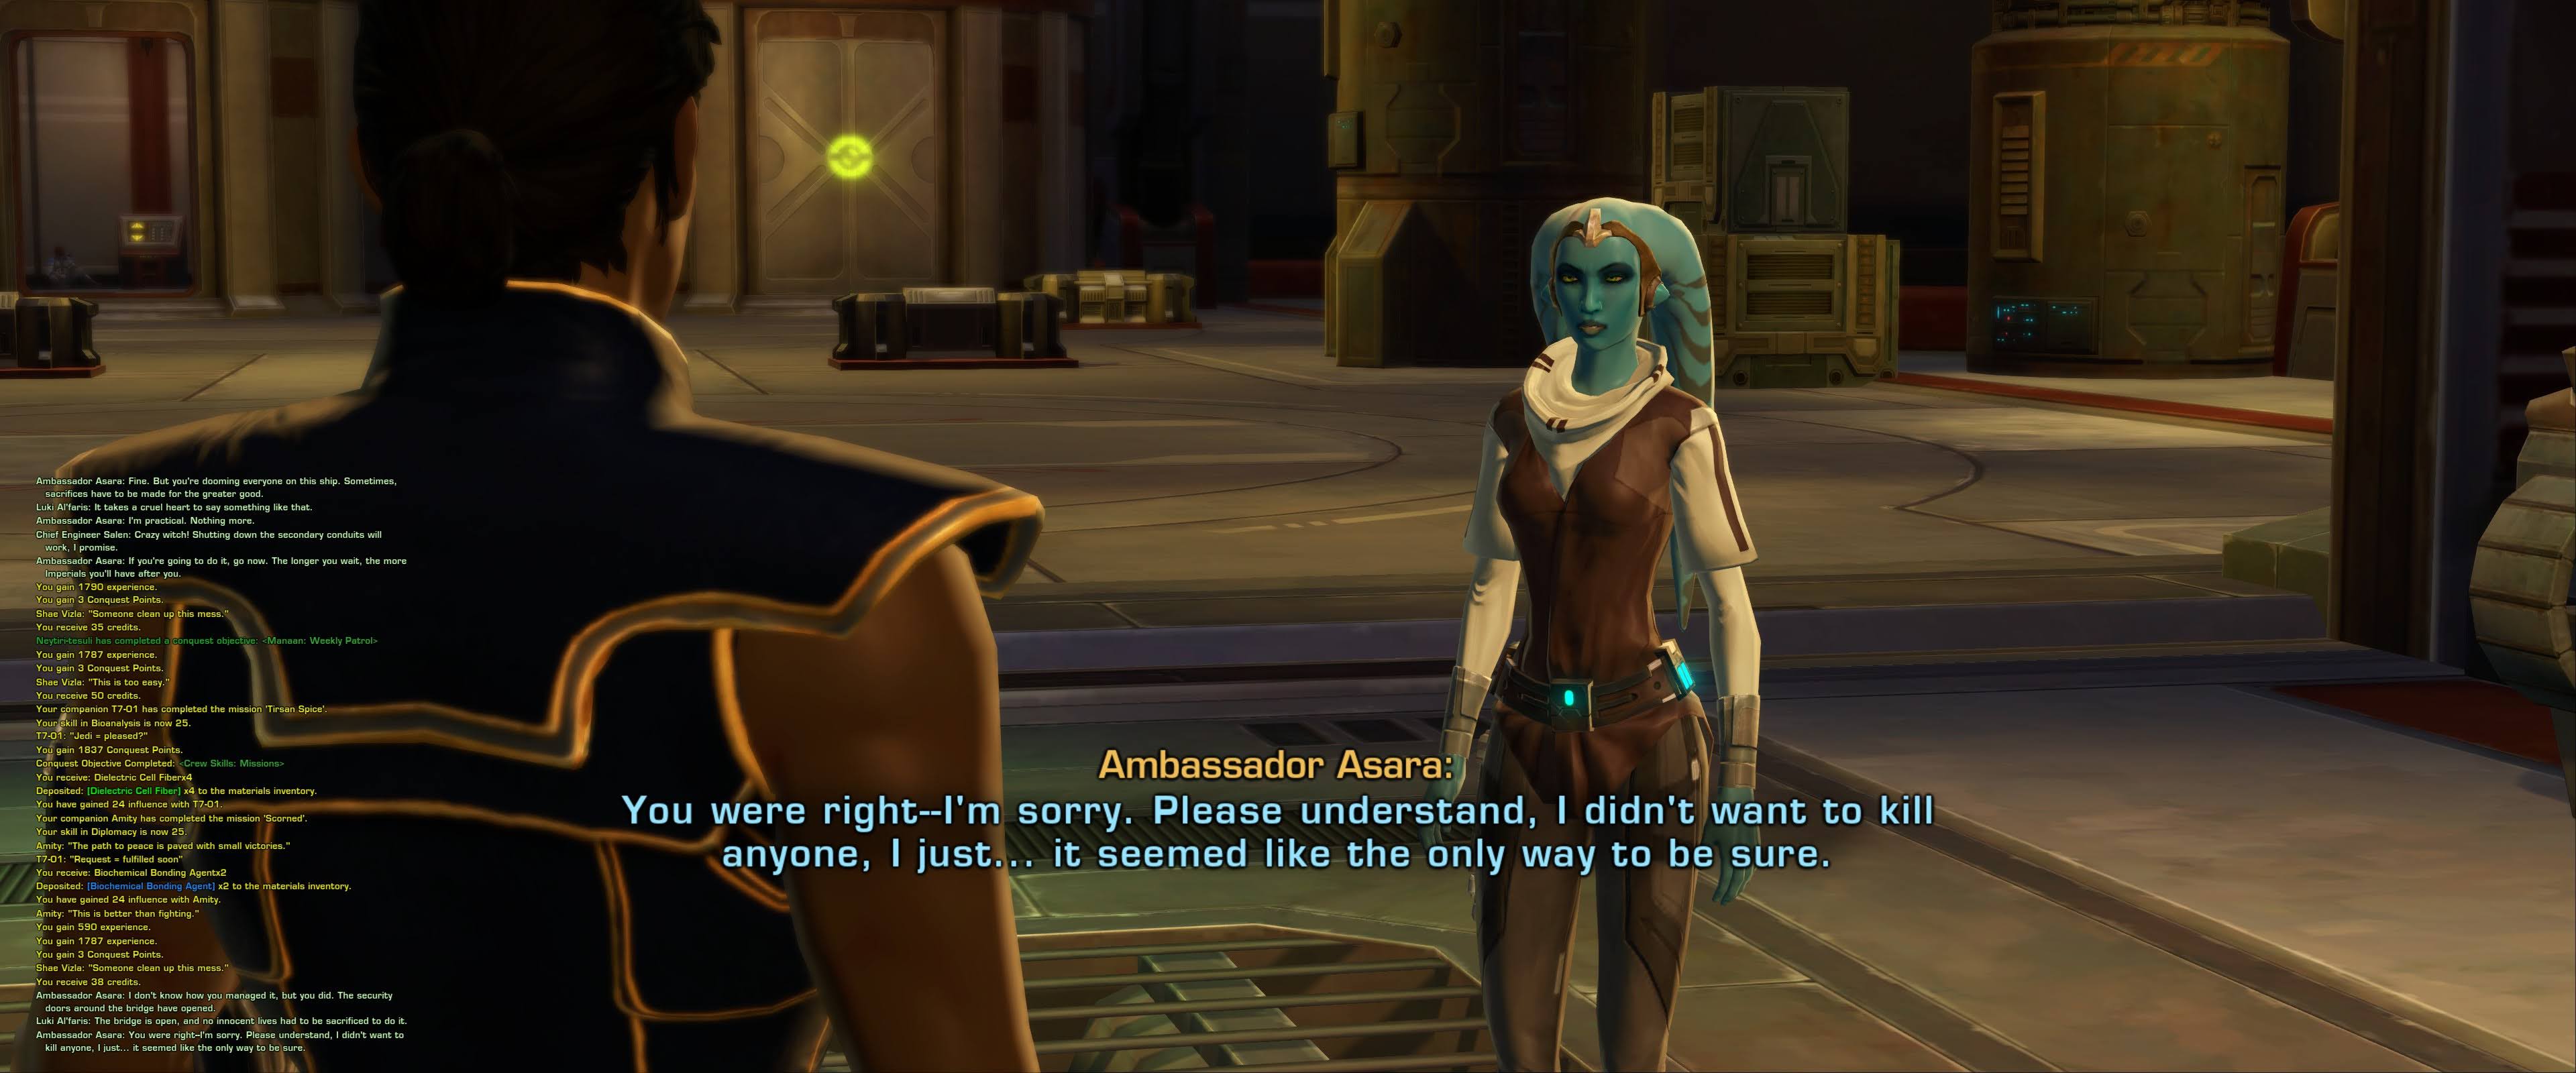 Ambassador Asara: Fine. But you're dooming everyone on this ship. Sometimes,
sacrifices have to be made for the greater good.
Luki Al'faris: It takes a cruel heart to say something like that.
Ambassador Asara: I'm practical. Nothing more.
Chief Engineer Salen: Crazy witch! Shutting down the secondary conduits will
work, I promise.
Ambassador Asara: If you're going to do it, go now. The longer you wait, the more
Imperials you'll have after you.
You gain 1790 experience.
You gain 3 Conquest Points.
Shae Vizla: "Someone clean up this mess."
You receive 35 credits.
Neytiri-tesuli has completed a conquest objective: <Manaan: Weekly Patrol>
You gain 1787 experience.
You gain 3 Conquest Points.
Shae Vizla: "This is too easy."
You receive 50 credits.
Your companion T7-01 has completed the mission 'Tirsan Spice'.
Your skill in Bioanalysis is now 25.
T7-01: "Jedi = pleased?"
You gain 1837 Conquest Points.
Conquest Objective Completed: <Crew Skills: Missions>
You receive: Dielectric Cell Fiberx4
Deposited: [Dielectric Cell Fiber] x4 to the materials inventory.
You have gained 24 influence with T7-01.
Your companion Amity has completed the mission 'Scorned'.
Your skill in Diplomacy is now 25.
Amity: "The path to peace is paved with small victories."
T7-01: "Request = fulfilled soon"
You receive: Biochemical Bonding Agentx2
Deposited: [Biochemical Bonding Agent] x2 to the materials inventory.
You have gained 24 influence with Amity.
Amity: "This is better than fighting."
You gain 590 experience.
You gain 1787 experience.
You gain 3 Conquest Points.
Shae Vizla: "Someone clean up this mess."
You receive 38 credits.
Ambassador Asara: I don't know how you managed it, but you did. The security
doors around the bridge have opened.
Luki Al'faris: The bridge is open, and no innocent lives had to be sacrificed to do it.
Ambassador Asara: You were right--I'm sorry. Please understand, I didn't want to
kill anyone, I just... it seemed like the only way to be sure.
Ambassador Asara:
You were right--I'm sorry. Please understand, I didn't want to kill
anyone, I just... it seemed like the only way to be sure.